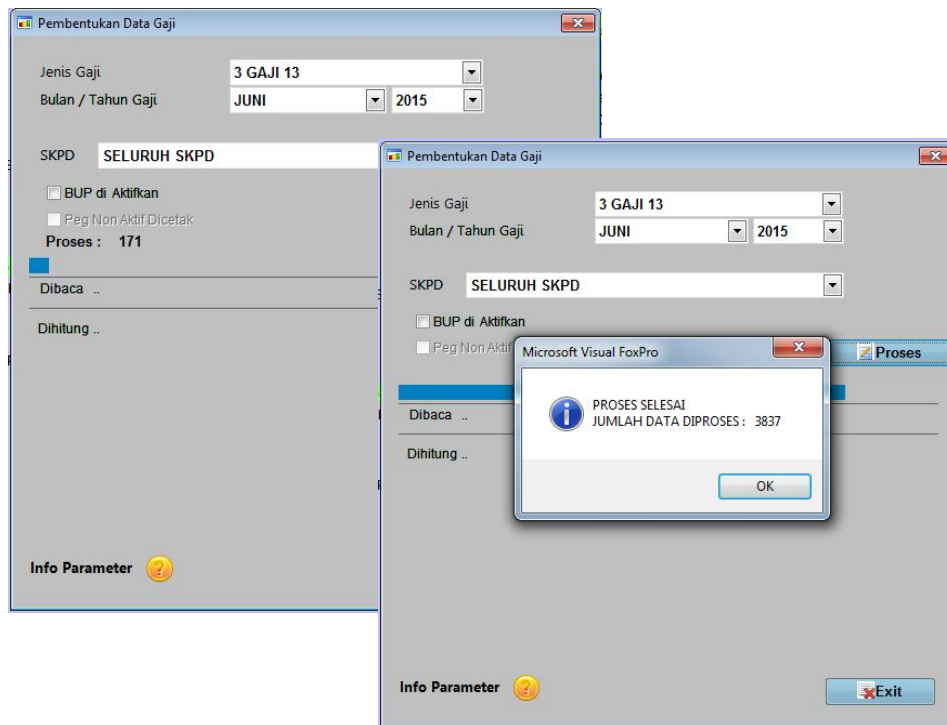 Pembentukan Data Gaji
Jenis Gaji 3 GAJI 13
Bulan / Tahun Gaji JUNI 2015
SKPD SELURUH SKPD
BUP di Aktifkan
Peg Non Aktif Dicetak
Proses : 171
Dibaca ..
Dihitung ..
Info Parameter ?
Pembentukan Data Gaji
Jenis Gaji 3 GAJI 13
Bulan / Tahun Gaji JUNI 2015
SKPD SELURUH SKPD
BUP di Aktifkan
Peg Non Aktif
Proses
Dibaca ..
Dihitung ..
Microsoft Visual FoxPro
PROSES SELESAI
JUMLAH DATA DIPROSES : 3837
OK
Info Parameter ?
Exit